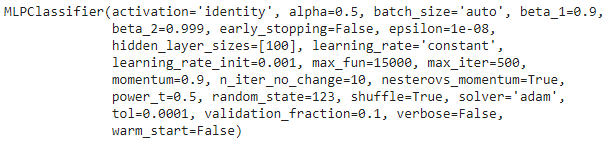 MLPClassifier(activation='identity', alpha=0.5, batch_size='auto', beta_1=0.9,
beta_2=0.999, early_stopping=False, epsilon=1e-08,
hidden_layer_sizes=[100], learning_rate='constant',
learning_rate_init=0.001, max_fun=15000, max_iter=500,
momentum=0.9, n_iter_no_change=10, nesterovs_momentum=True,
power_t=0.5, random_state=123, shuffle=True, solver='adam',
tol=0.0001, validation_fraction=0.1, verbose=False,
warm_start=False)